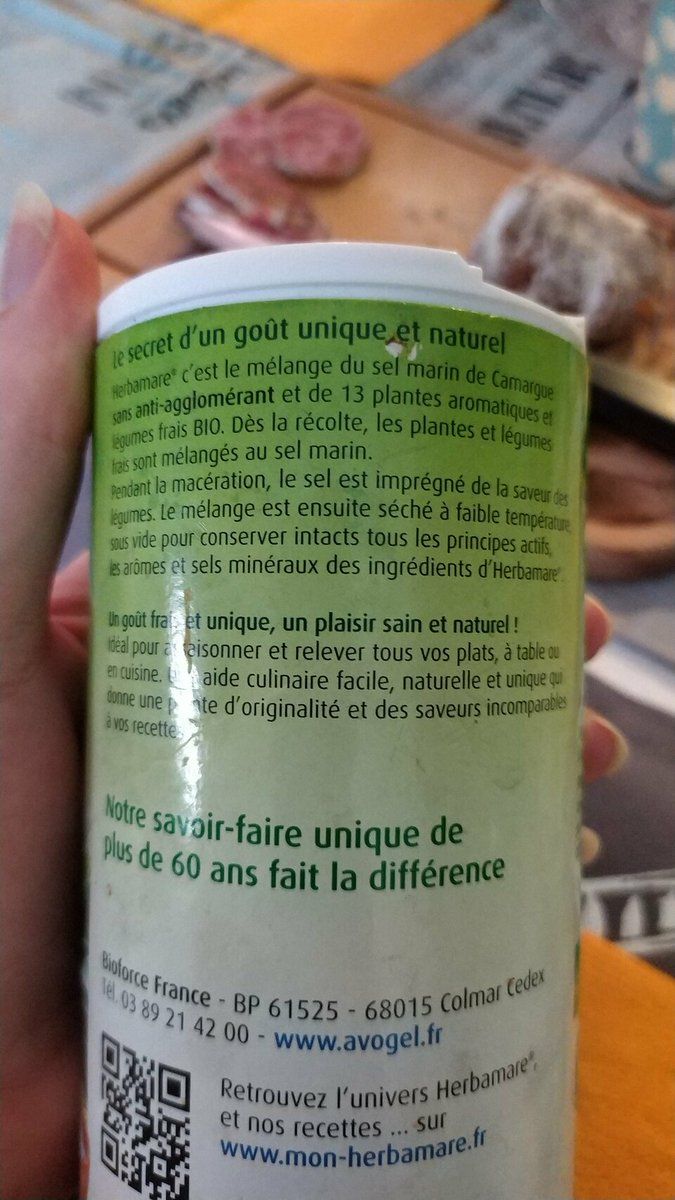 le secret d'un goût unique et naturel
Herbamare® c'est le mélange du sel marin de Camargue
sans anti-agglomérant et de 13 plantes aromatiques et
légumes frais BIO. Dès la récolte, les plantes et légumes
frais sont mélangés au sel marin.
Pendant la macération, le sel est imprégné de la saveur des
légumes. Le mélange est ensuite séché à faible température
sous vide pour conserver intacts tous les principes actifs,
les arômes et sels minéraux des ingrédients d'Herbamare®.
Un goût frais et unique, un plaisir sain et naturel !
Idéal pour assaisonner et relever tous vos plats, à table ou
en cuisine. Une aide culinaire facile, naturelle et unique qui
donne une pointe d'originalité et des saveurs incomparables
à vos recettes
Notre savoir-faire unique de
plus de 60 ans fait la différence
Bioforce France - BP 61525 - 68015 Colmar Cedex
Tél. 03 89 21 42 00 - www.avogel.fr
Retrouvez l'univers Herbamare®,
et nos recettes ... sur
www.mon-herbamare.fr